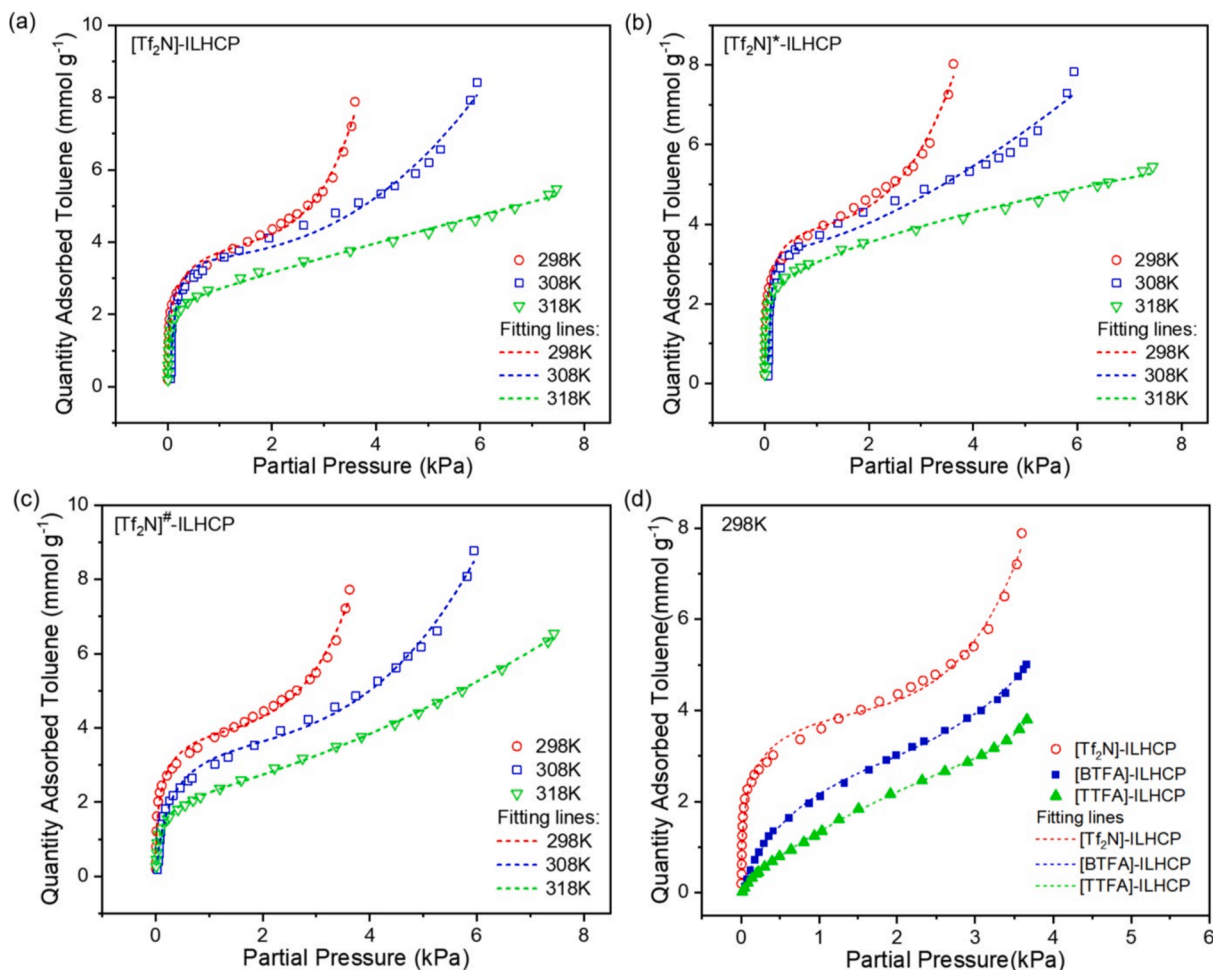 (a)
[Tf₂N]-ILHCP
Quantity Adsorbed Toluene (mmol g⁻¹)
10
8
6
4
2
0
298K
308K
318K
Fitting lines:
298K
308K
318K
0 2 4 6 8
Partial Pressure (kPa)
(b)
[Tf₂N]*-ILHCP
Quantity Adsorbed Toluene (mmol g⁻¹)
8
6
4
2
0
298K
308K
318K
Fitting lines:
298K
308K
318K
0 2 4 6 8
Partial Pressure (kPa)
(c)
[Tf₂N]#-ILHCP
Quantity Adsorbed Toluene (mmol g⁻¹)
10
8
6
4
2
0
298K
308K
318K
Fitting lines:
298K
308K
318K
0 2 4 6 8
Partial Pressure (kPa)
(d)
298K
Quantity Adsorbed Toluene(mmol g⁻¹)
8
6
4
2
0
[Tf₂N]-ILHCP
[BTFA]-ILHCP
[TTFA]-ILHCP
Fitting lines
[Tf₂N]-ILHCP
[BTFA]-ILHCP
[TTFA]-ILHCP
0 1 2 3 4 5 6
Partial Pressure(kPa)